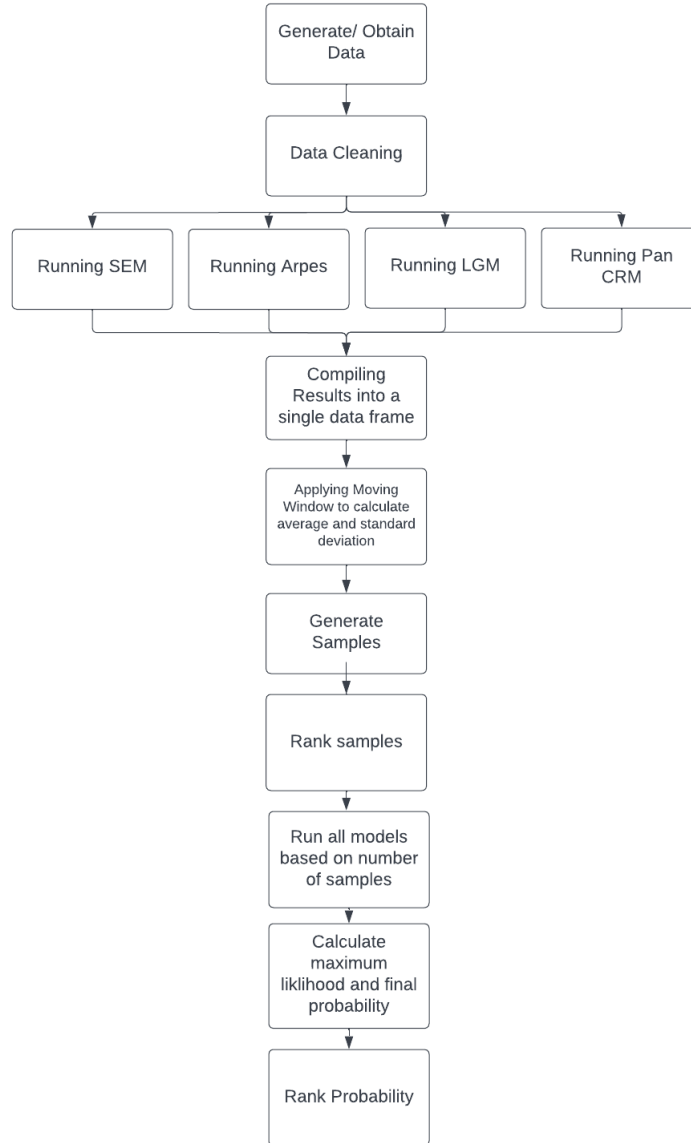 Generate/ Obtain
Data
Data Cleaning
Running SEM
Running Arpes
Running LGM
Running Pan
CRM
Compiling
Results into a
single data frame
Applying Moving
Window to calculate
average and standard
deviation
Generate
Samples
Rank samples
Run all models
based on number
of samples
Calculate
maximum
liklihood and final
probability
Rank Probability